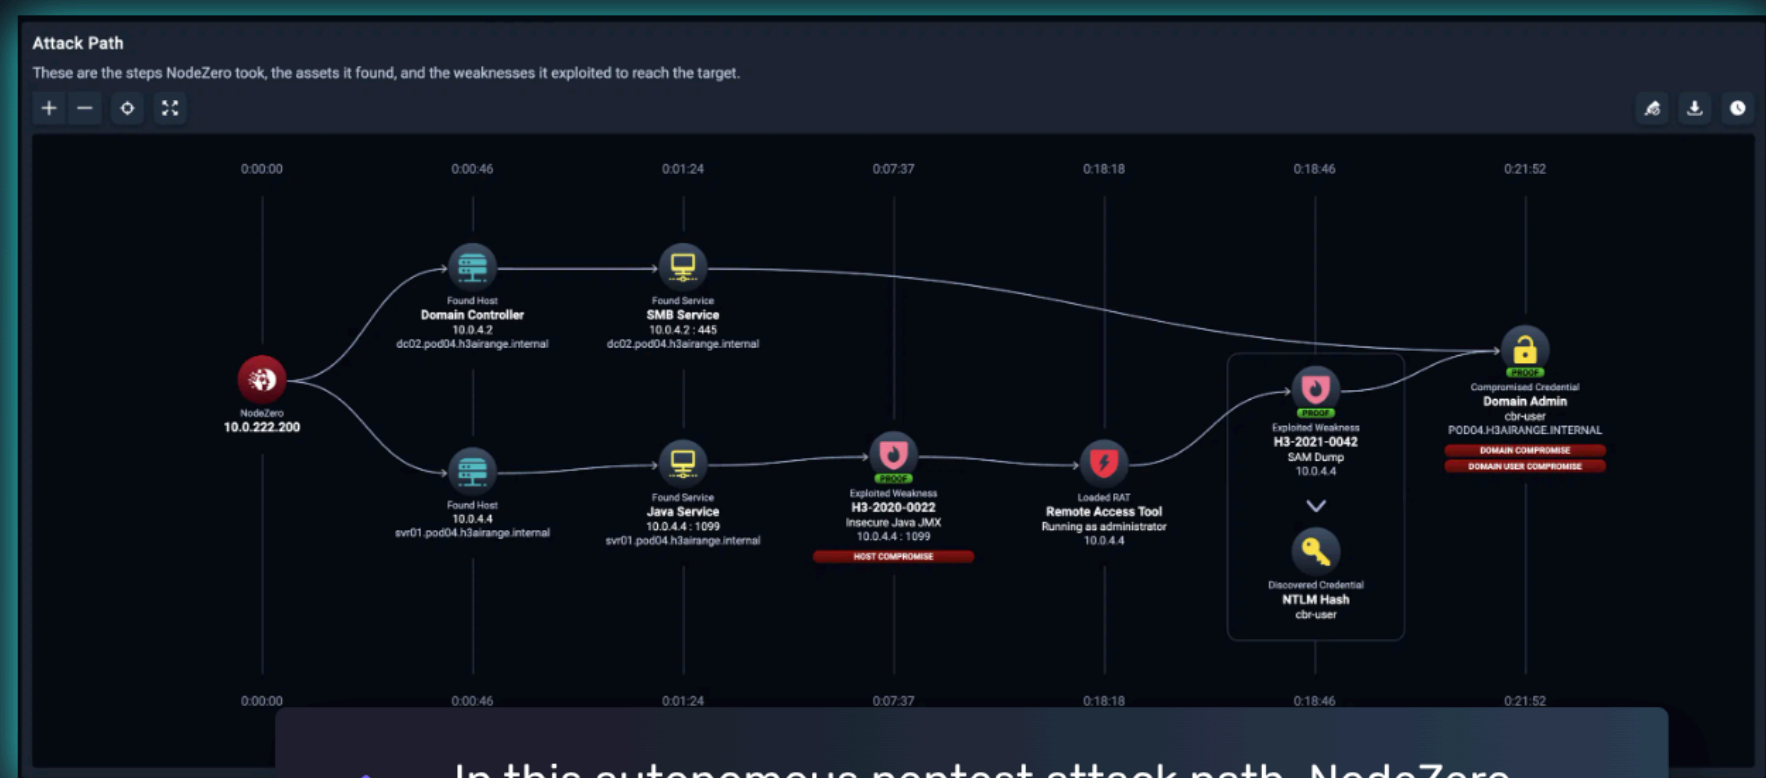 Attack Path
These are the steps NodeZero took, the assets it found, and the weaknesses it exploited to reach the target.
0:00:00
0:00:46
0:01:24
0:07:37
0:18:18
0:18:46
0:21:52
Found Host
Domain Controller
10.0.4.2
dc02.pod04.h3airange.internal
Found Service
SMB Service
10.0.4.2 : 445
dc02.pod04.h3airange.internal
NodeZero
10.0.222.200
Found Host
10.0.4.4
svr01.pod04.h3airange.internal
Found Service
Java Service
10.0.4.4 : 1099
svr01.pod04.h3airange.internal
PROOF
Exploited Weakness
H3-2020-0022
Insecure Java JMX
10.0.4.4 : 1099
HOST COMPROMISE
Loaded RAT
Remote Access Tool
Running as administrator
10.0.4.4
PROOF
Exploited Weakness
H3-2021-0042
SAM Dump
10.0.4.4
Discovered Credential
NTLM Hash
cbr-user
PROOF
Compromised Credential
Domain Admin
cbr-user
POD04.H3AIRANGE.INTERNAL
DOMAIN COMPROMISE
DOMAIN USER COMPROMISE
0:00:00
0:00:46
0:01:24
0:07:37
0:18:18
0:18:46
0:21:52
In this autonomous pentest attack path, NodeZero